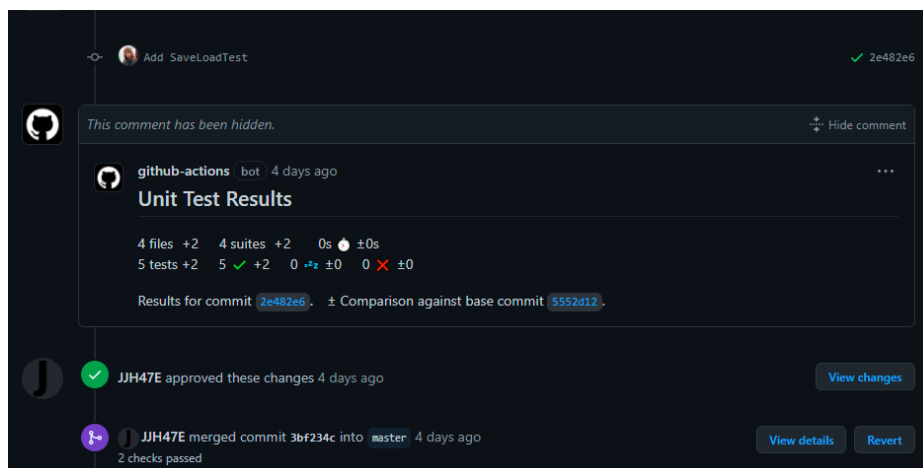 Add SaveLoadTest 2e482e6
This comment has been hidden. Hide comment
github-actions bot 4 days ago ...
Unit Test Results
4 files +2 4 suites +2 0s ⏱️ ±0s
5 tests +2 5 ✓ +2 0 💤 ±0 0 ❌ ±0
Results for commit 2e482e6. ± Comparison against base commit 5552d12.
JJH47E approved these changes 4 days ago View changes
JJH47E merged commit 3bf234c into master 4 days ago View details Revert
2 checks passed